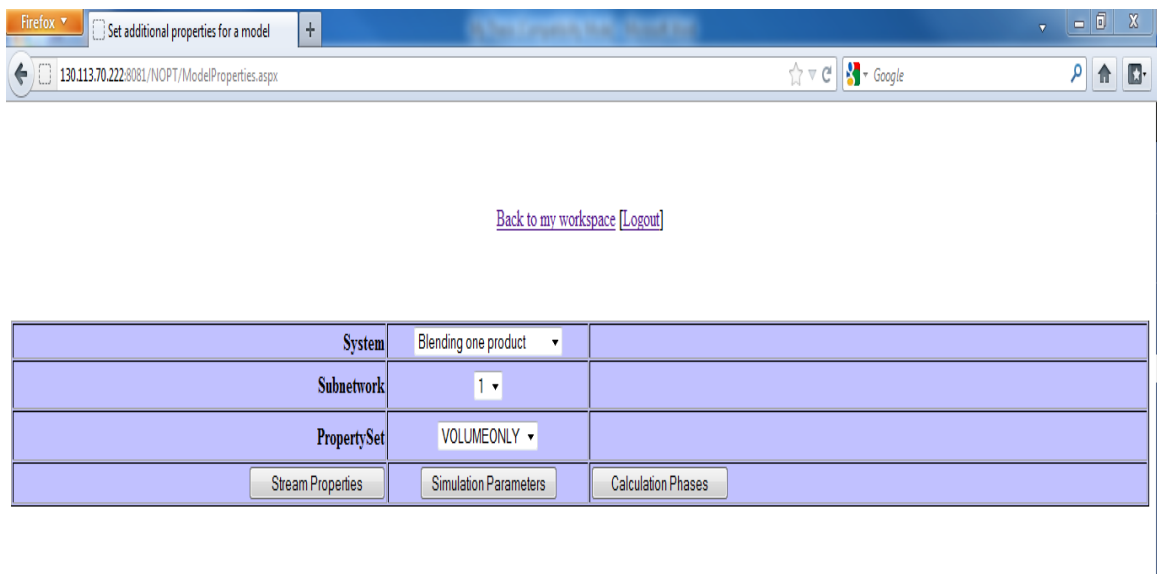 Firefox
Set additional properties for a model
130.113.70.222:8081/NOPT/ModelProperties.aspx
Google
Back to my workspace [Logout]
System Blending one product
Subnetwork 1
PropertySet VOLUMEONLY
Stream Properties Simulation Parameters Calculation Phases